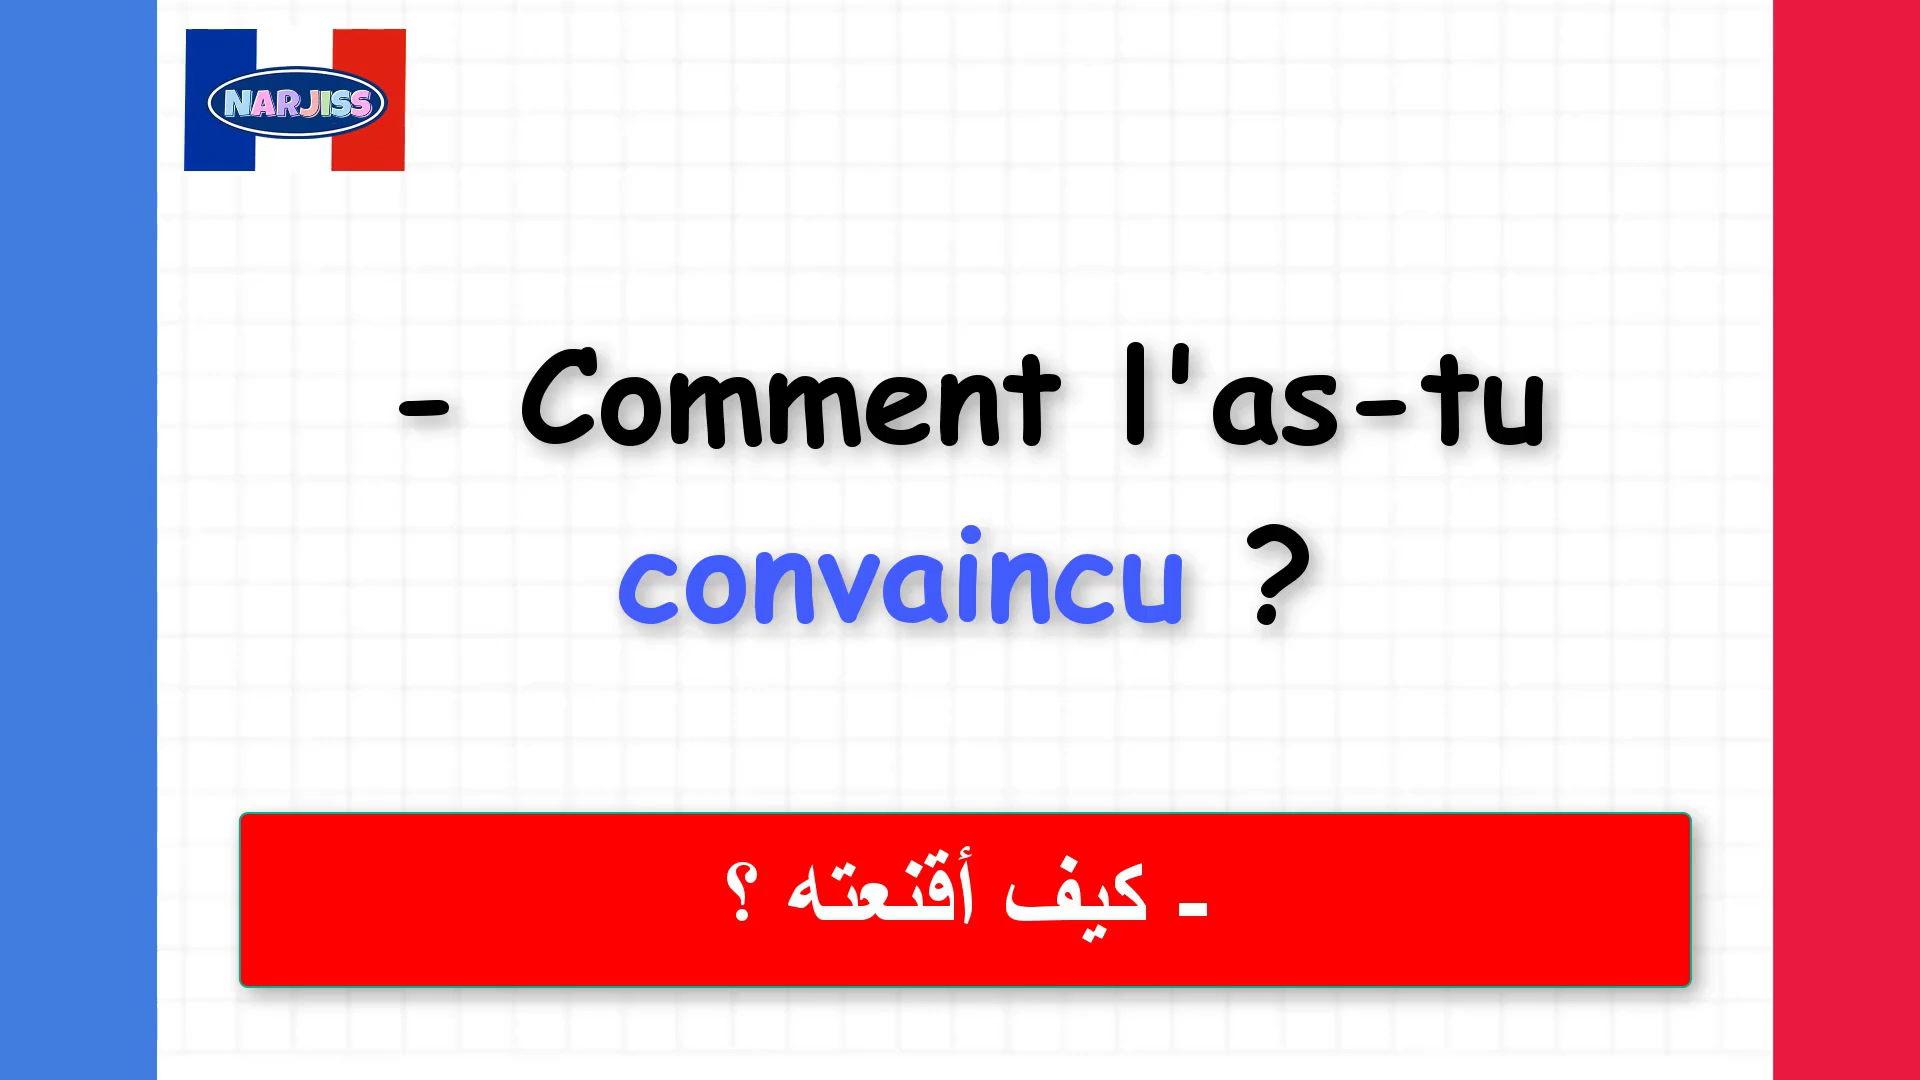 NARJISS
- Comment l'as-tu
convaincu ?
- كيف أقنعته ؟